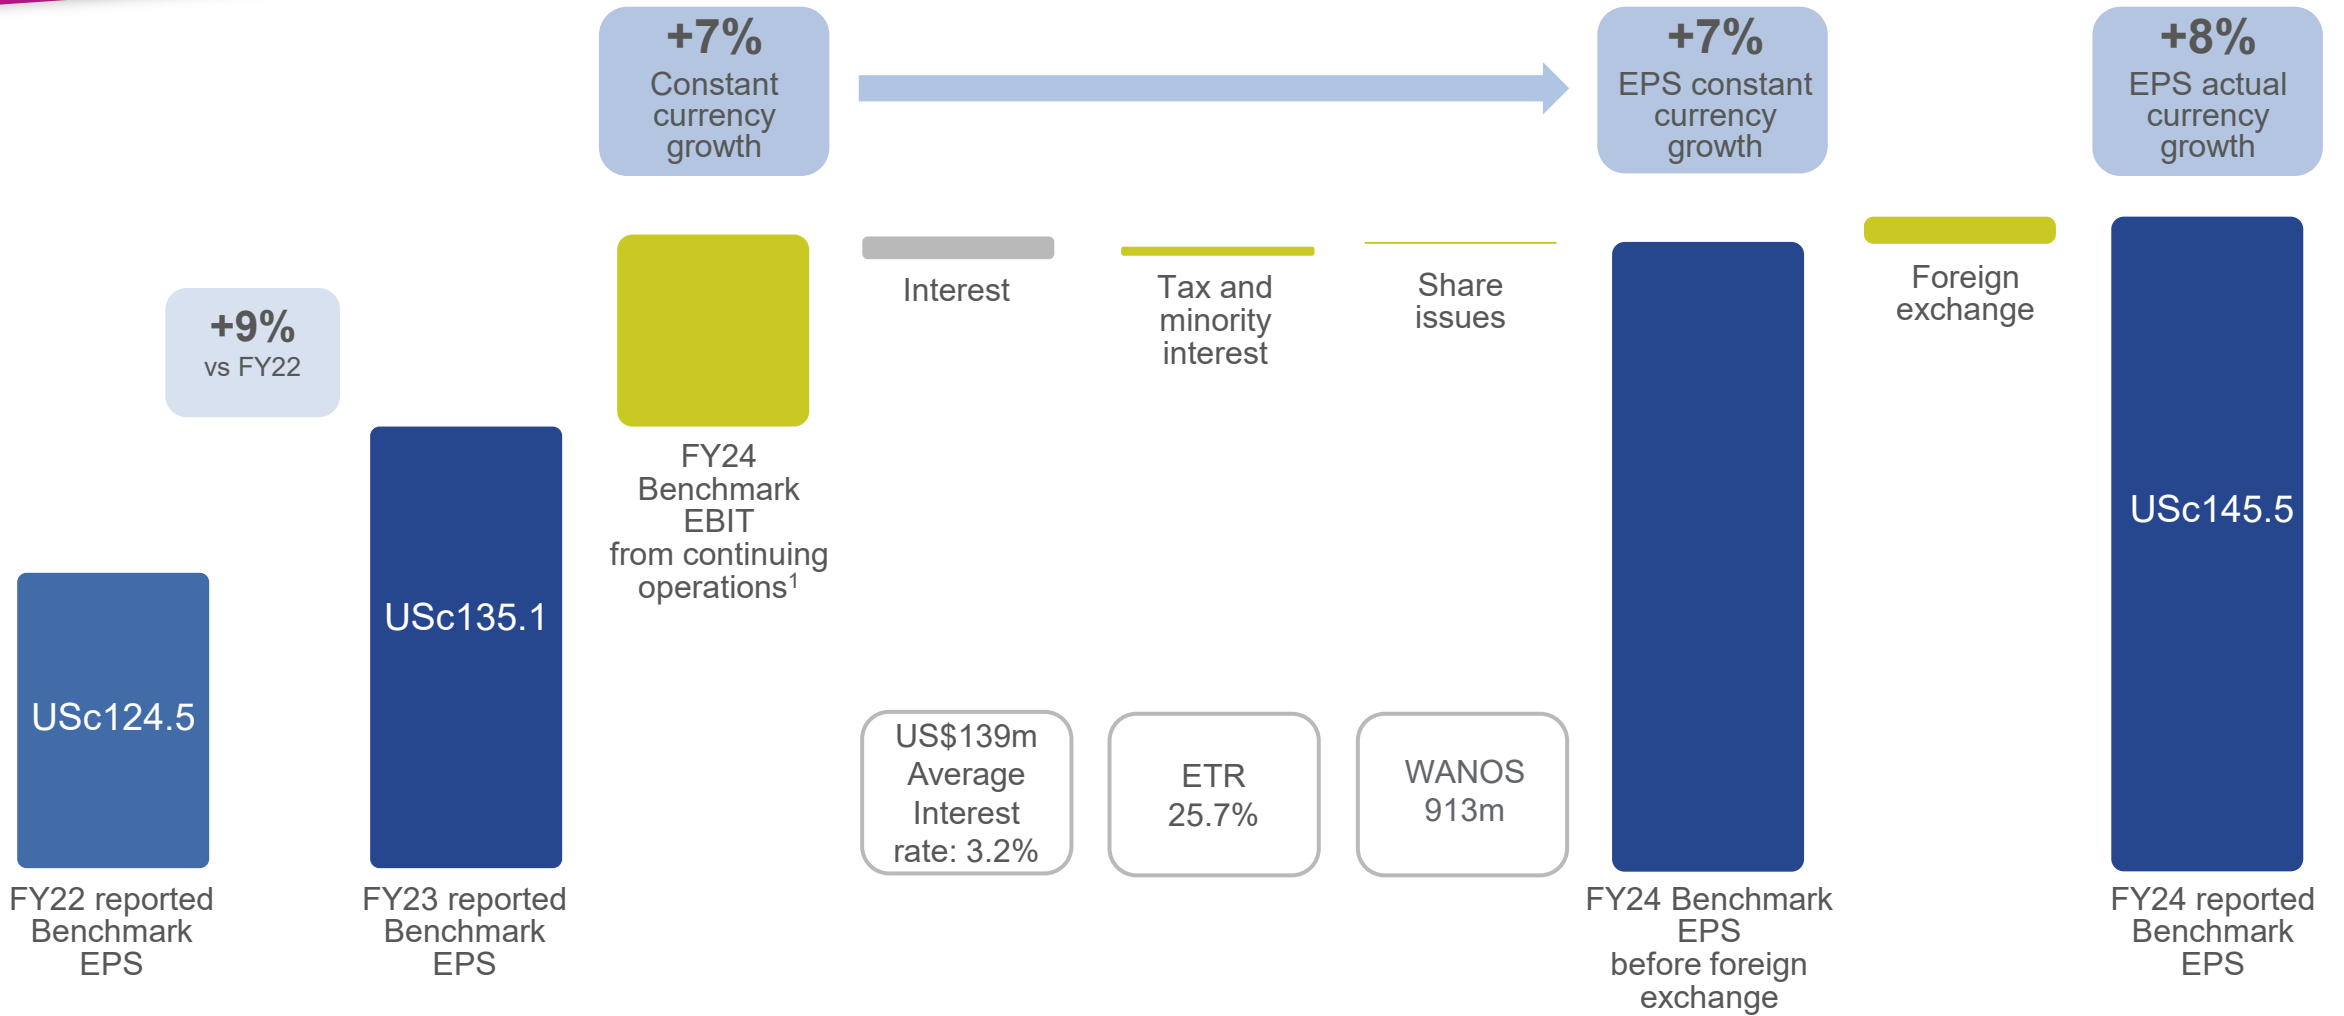 +7%
Constant
currency
growth
+7%
EPS constant
currency
growth
+8%
EPS actual
currency
growth
+9%
vs FY22
Interest
Tax and
minority
interest
Share
issues
Foreign
exchange
FY24
Benchmark
EBIT
from continuing
operations¹
USc124.5
USc135.1
USc145.5
US$139m
Average
Interest
rate: 3.2%
ETR
25.7%
WANOS
913m
FY22 reported
Benchmark
EPS
FY23 reported
Benchmark
EPS
FY24 Benchmark
EPS
before foreign
exchange
FY24 reported
Benchmark
EPS